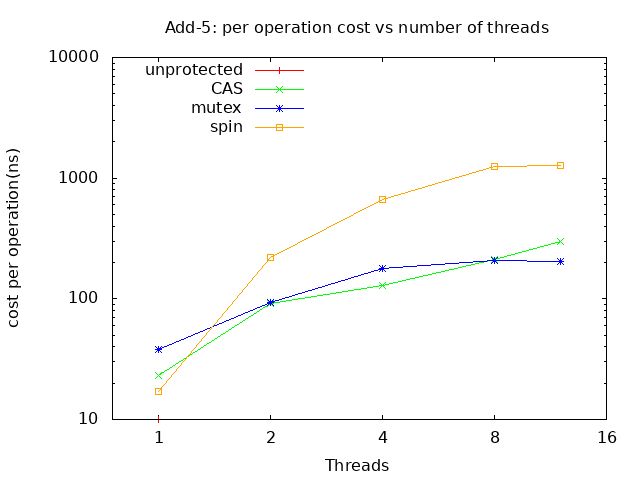 Add-5: per operation cost vs number of threads
10000
1000
100
10
cost per operation(ns)
unprotected
CAS
mutex
spin
1 2 4 8 16
Threads